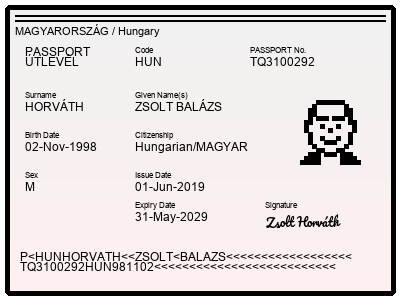 MAGYARORSZÁG / Hungary
PASSPORT
ÚTLEVÉL
Code
HUN
PASSPORT No.
TQ3100292
Surname
HORVÁTH
Given Name(s)
ZSOLT BALÁZS
Birth Date
02-Nov-1998
Citizenship
Hungarian/MAGYAR
Sex
M
Issue Date
01-Jun-2019
Expiry Date
31-May-2029
Signature
Zsolt Horváth
P<HUNHORVATH<<ZSOLT<BALAZS<<<<<<<<<<<<<<<<<<
TQ3100292HUN981102<<<<<<<<<<<<<<<<<<<<<<<<<<